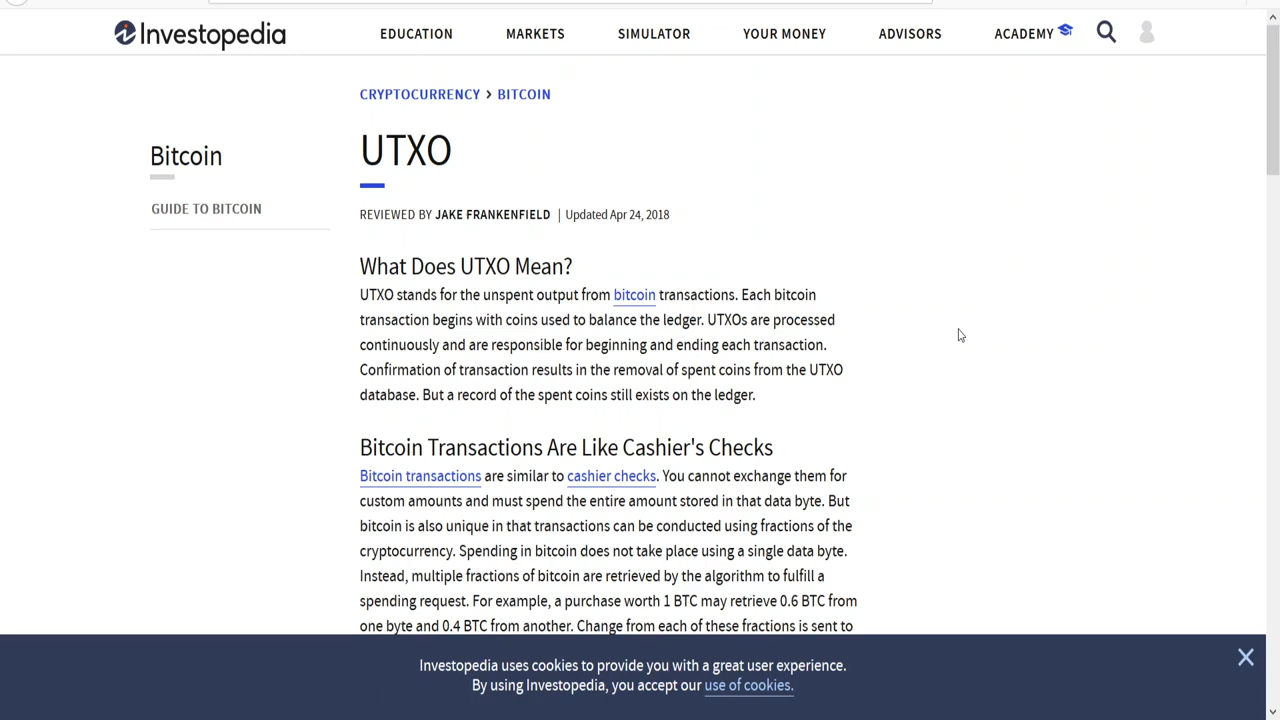 Investopedia
EDUCATION MARKETS SIMULATOR YOUR MONEY ADVISORS ACADEMY
CRYPTOCURRENCY > BITCOIN
Bitcoin
GUIDE TO BITCOIN
UTXO
REVIEWED BY JAKE FRANKENFIELD | Updated Apr 24, 2018
What Does UTXO Mean?
UTXO stands for the unspent output from bitcoin transactions. Each bitcoin
transaction begins with coins used to balance the ledger. UTXOs are processed
continuously and are responsible for beginning and ending each transaction.
Confirmation of transaction results in the removal of spent coins from the UTXO
database. But a record of the spent coins still exists on the ledger.
Bitcoin Transactions Are Like Cashier's Checks
Bitcoin transactions are similar to cashier checks. You cannot exchange them for
custom amounts and must spend the entire amount stored in that data byte. But
bitcoin is also unique in that transactions can be conducted using fractions of the
cryptocurrency. Spending in bitcoin does not take place using a single data byte.
Instead, multiple fractions of bitcoin are retrieved by the algorithm to fulfill a
spending request. For example, a purchase worth 1 BTC may retrieve 0.6 BTC from
one byte and 0.4 BTC from another. Change from each of these fractions is sent to
Investopedia uses cookies to provide you with a great user experience.
By using Investopedia, you accept our use of cookies.